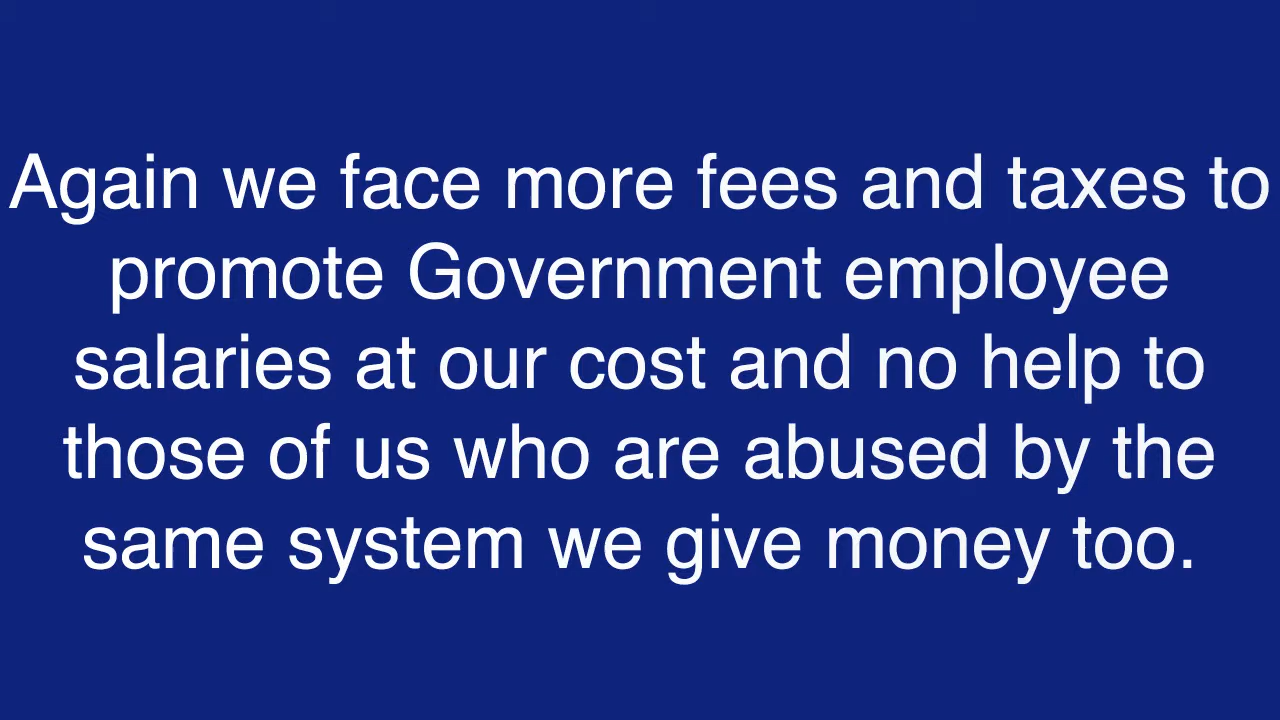 Again we face more fees and taxes to
promote Government employee
salaries at our cost and no help to
those of us who are abused by the
same system we give money too.